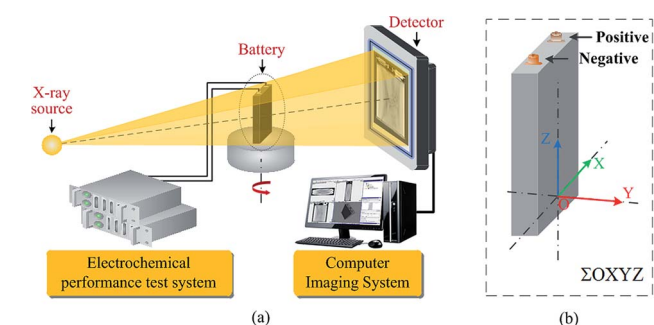 Detector
Battery
X-ray
source
Electrochemical
performance test system
Computer
Imaging System
(a)
Positive
Negative
Z
X
Y
O
ΣOXYZ
(b)